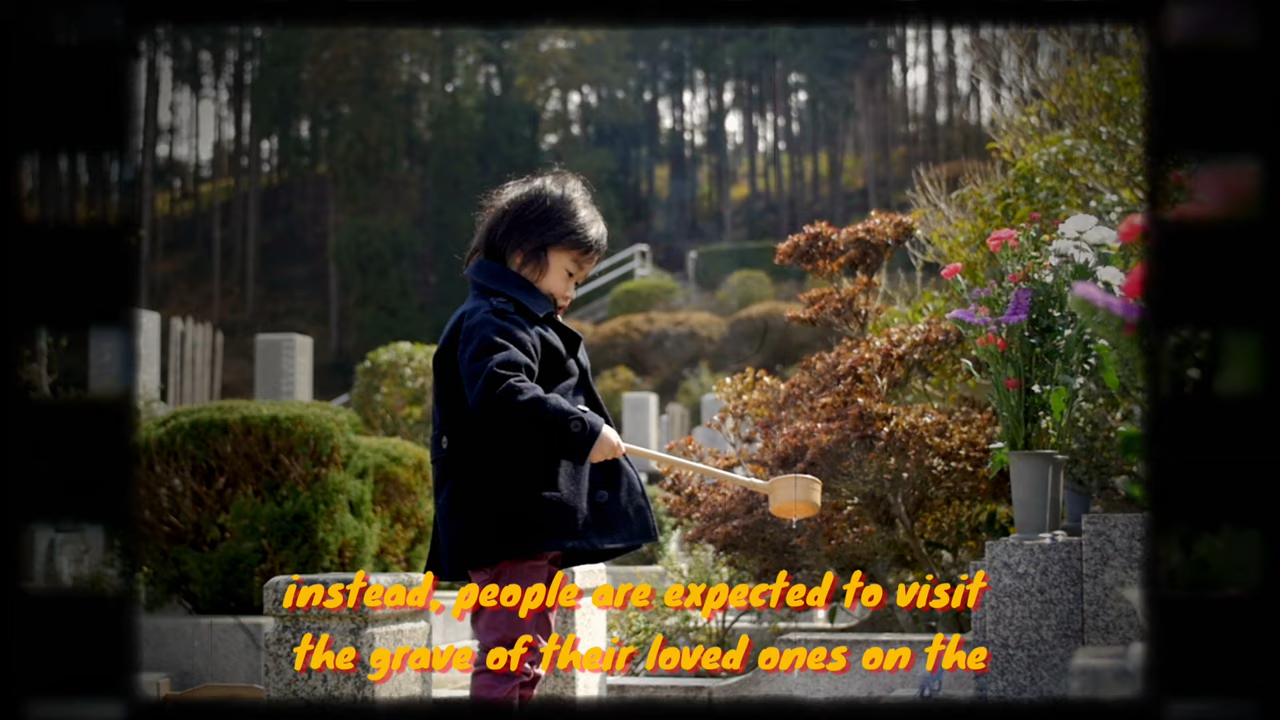 instead, people are expected to visit
the grave of their loved ones on the